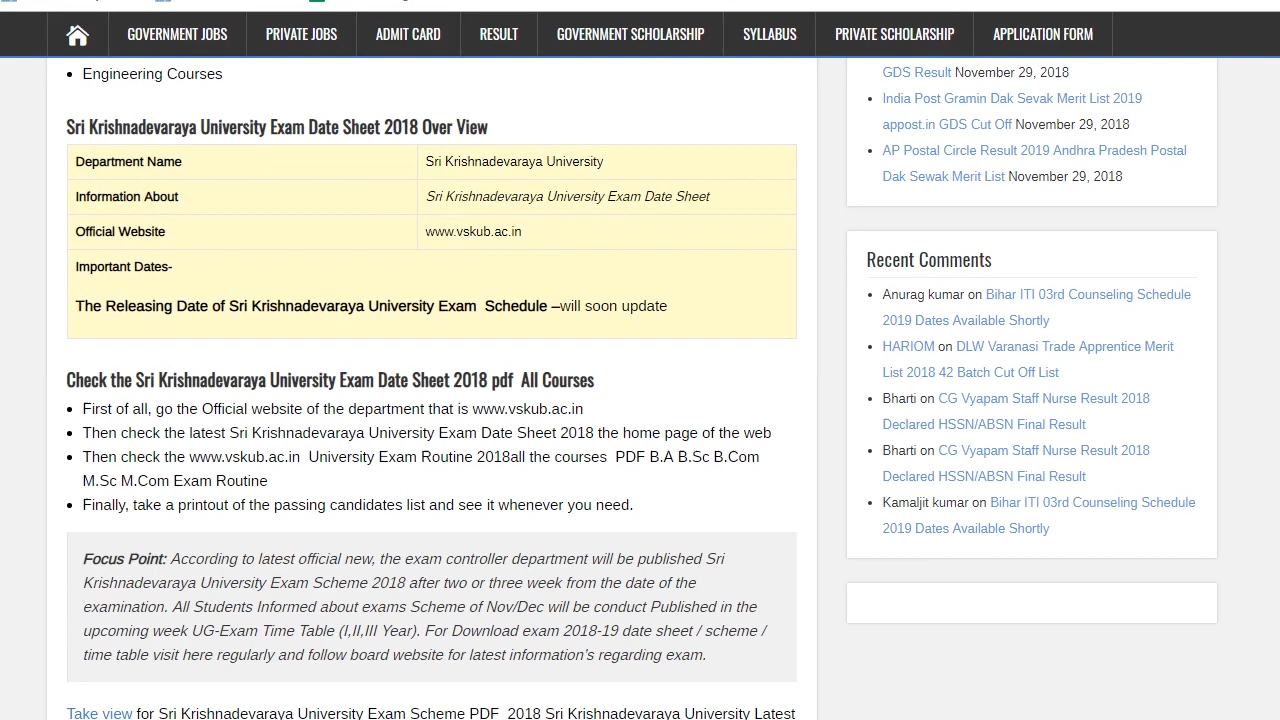 GOVERNMENT JOBS PRIVATE JOBS ADMIT CARD RESULT GOVERNMENT SCHOLARSHIP SYLLABUS PRIVATE SCHOLARSHIP APPLICATION FORM
Engineering Courses
Sri Krishnadevaraya University Exam Date Sheet 2018 Over View
Department Name Sri Krishnadevaraya University
Information About Sri Krishnadevaraya University Exam Date Sheet
Official Website www.vskub.ac.in
Important Dates-
The Releasing Date of Sri Krishnadevaraya University Exam  Schedule –will soon update
Check the Sri Krishnadevaraya University Exam Date Sheet 2018 pdf  All Courses
First of all, go the Official website of the department that is www.vskub.ac.in
Then check the latest Sri Krishnadevaraya University Exam Date Sheet 2018 the home page of the web
Then check the www.vskub.ac.in  University Exam Routine 2018all the courses  PDF B.A B.Sc B.Com
M.Sc M.Com Exam Routine
Finally, take a printout of the passing candidates list and see it whenever you need.
Focus Point: According to latest official new, the exam controller department will be published Sri
Krishnadevaraya University Exam Scheme 2018 after two or three week from the date of the
examination. All Students Informed about exams Scheme of Nov/Dec will be conduct Published in the
upcoming week UG-Exam Time Table (I,II,III Year). For Download exam 2018-19 date sheet / scheme /
time table visit here regularly and follow board website for latest information's regarding exam.
Take view for Sri Krishnadevaraya University Exam Scheme PDF  2018 Sri Krishnadevaraya University Latest
GDS Result November 29, 2018
India Post Gramin Dak Sevak Merit List 2019
appost.in GDS Cut Off November 29, 2018
AP Postal Circle Result 2019 Andhra Pradesh Postal
Dak Sewak Merit List November 29, 2018
Recent Comments
Anurag kumar on Bihar ITI 03rd Counseling Schedule
2019 Dates Available Shortly
HARIOM on DLW Varanasi Trade Apprentice Merit
List 2018 42 Batch Cut Off List
Bharti on CG Vyapam Staff Nurse Result 2018
Declared HSSN/ABSN Final Result
Bharti on CG Vyapam Staff Nurse Result 2018
Declared HSSN/ABSN Final Result
Kamaljit kumar on Bihar ITI 03rd Counseling Schedule
2019 Dates Available Shortly